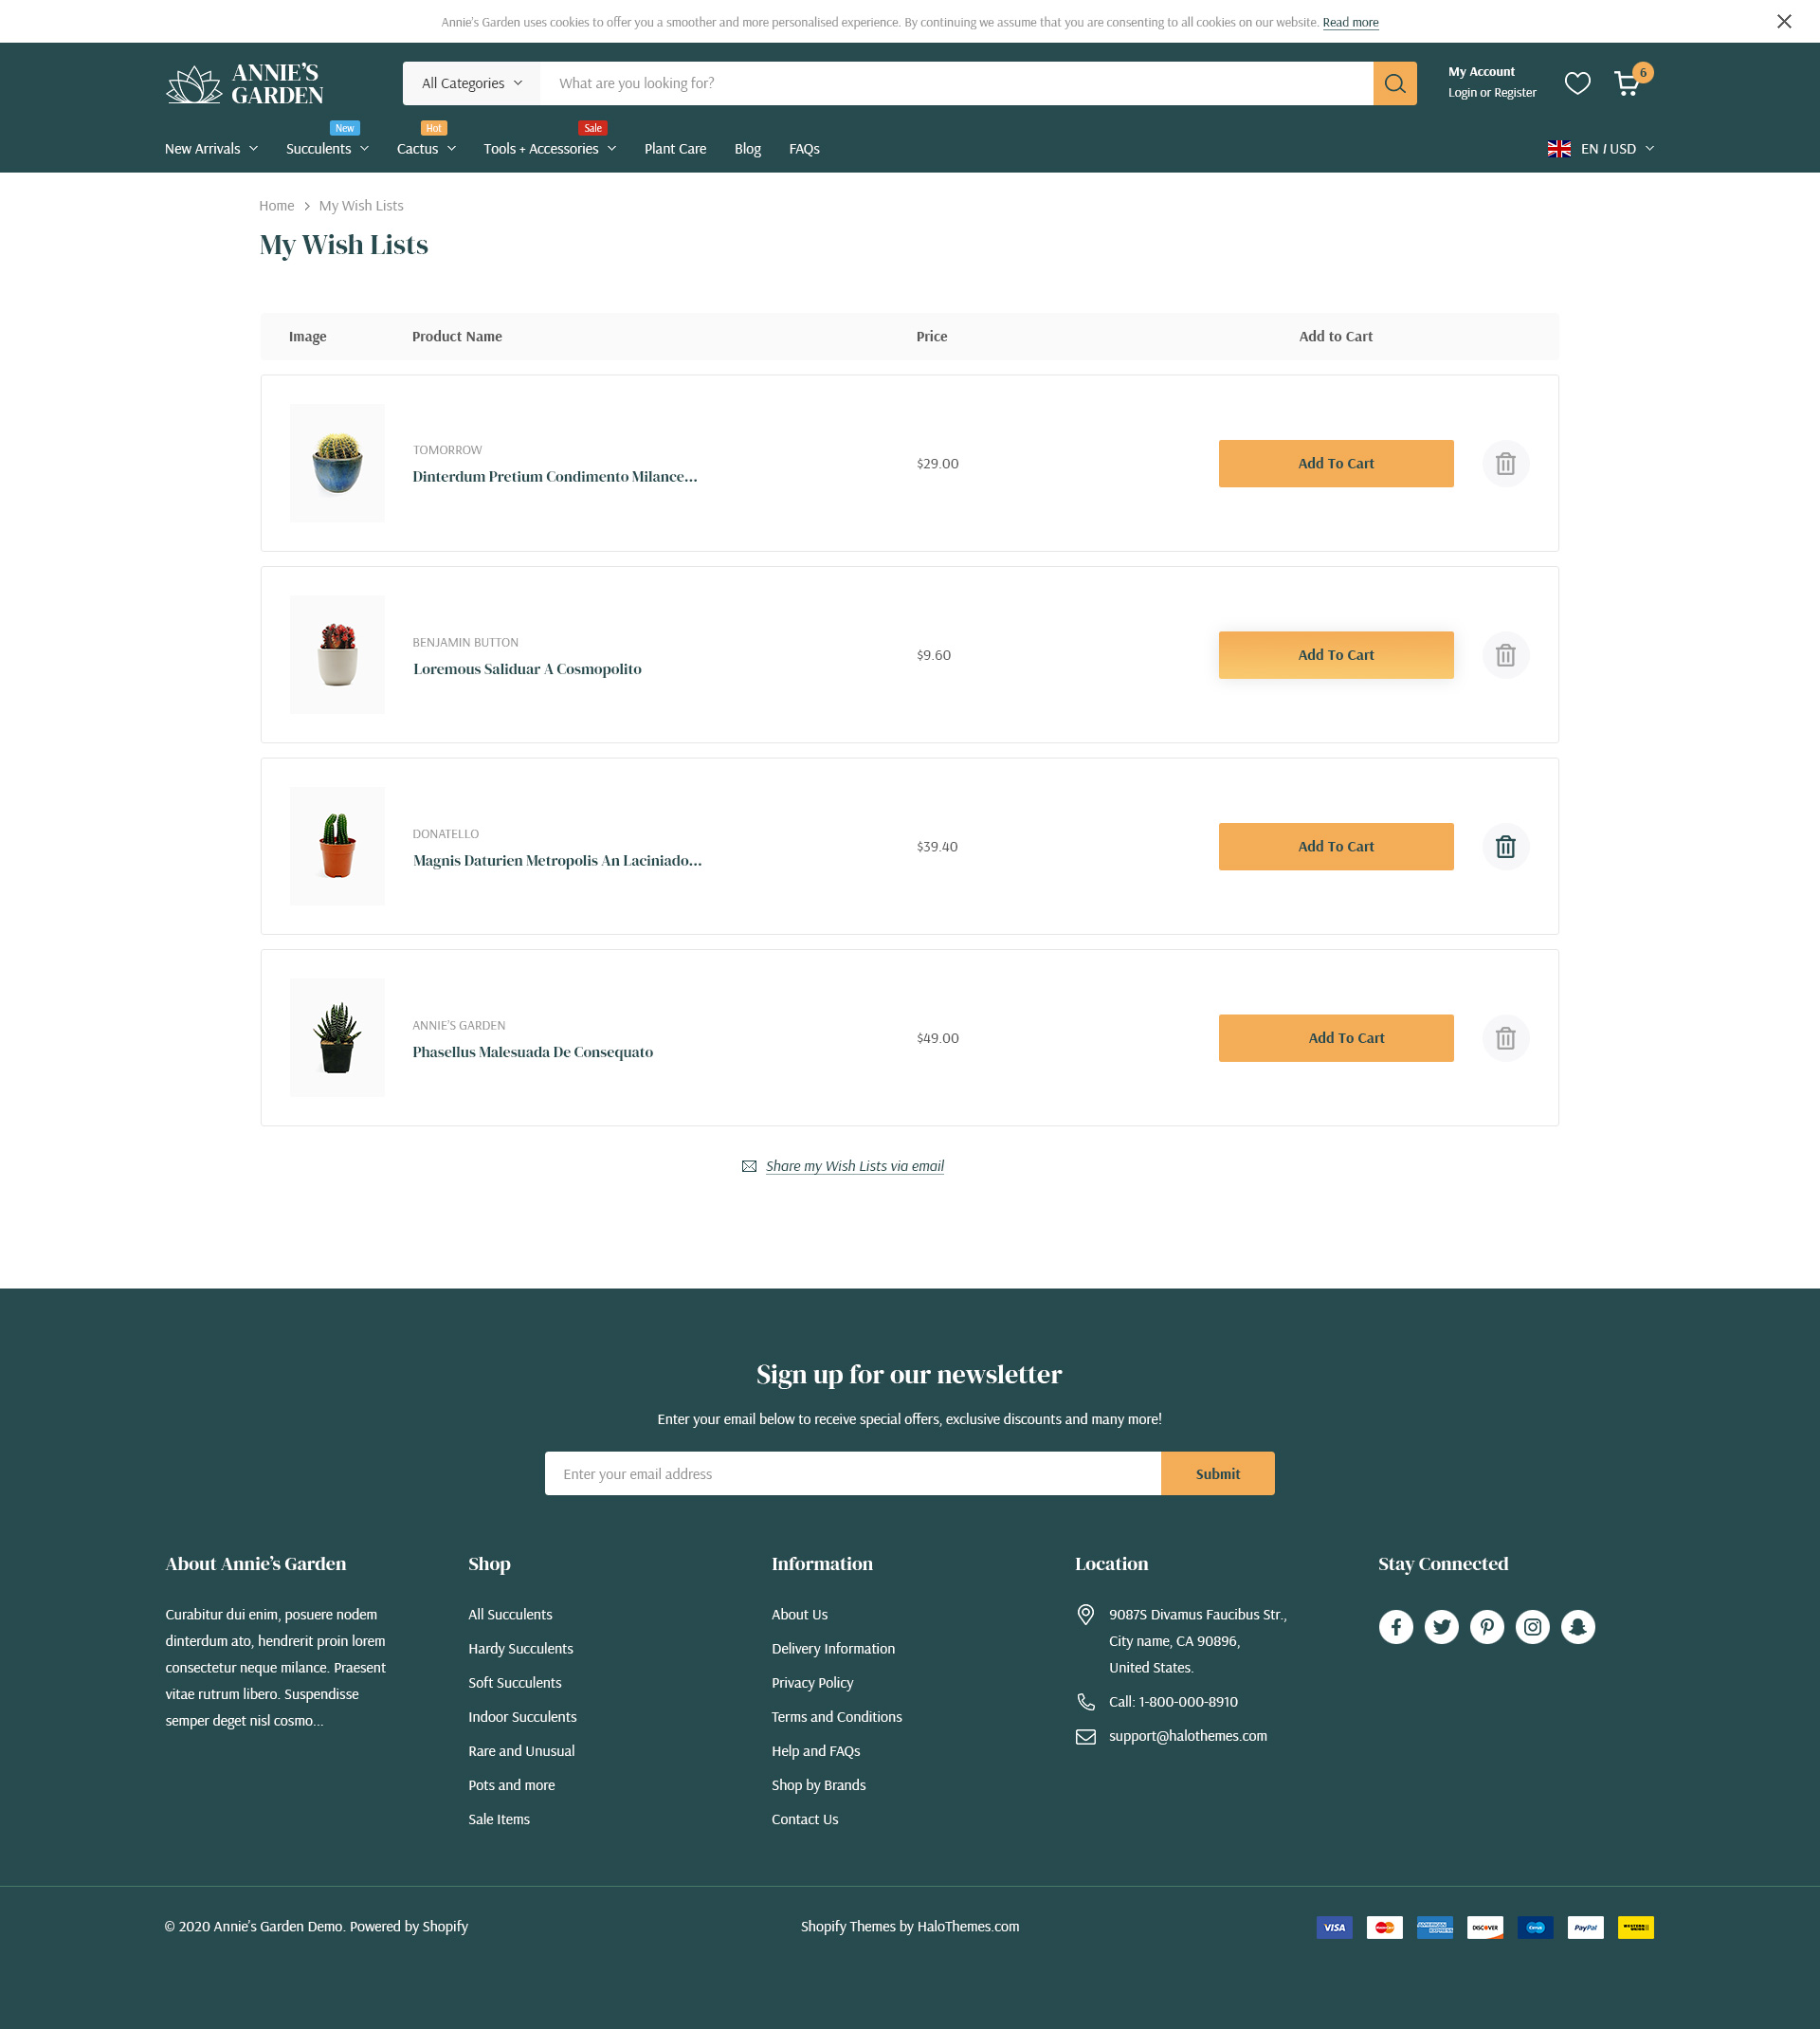 Annie's Garden uses cookies to offer you a smoother and more personalised experience. By continuing we assume that you are consenting to all cookies on our website. Read more
ANNIE'S
GARDEN
All Categories
What are you looking for?
My Account
Login or Register
6
New
Hot
Sale
New Arrivals
Succulents
Cactus
Tools + Accessories
Plant Care
Blog
FAQs
EN / USD
Home > My Wish Lists
My Wish Lists
Image Product Name Price Add to Cart
TOMORROW
Dinterdum Pretium Condimento Milance...
$29.00
Add To Cart
BENJAMIN BUTTON
Loremous Saliduar A Cosmopolito
$9.60
Add To Cart
DONATELLO
Magnis Daturien Metropolis An Laciniado...
$39.40
Add To Cart
ANNIE'S GARDEN
Phasellus Malesuada De Consequato
$49.00
Add To Cart
Share my Wish Lists via email
Sign up for our newsletter
Enter your email below to receive special offers, exclusive discounts and many more!
Enter your email address
Submit
About Annie's Garden
Curabitur dui enim, posuere nodem
dinterdum ato, hendrerit proin lorem
consectetur neque milance. Praesent
vitae rutrum libero. Suspendisse
semper deget nisl cosmo...
Shop
All Succulents
Hardy Succulents
Soft Succulents
Indoor Succulents
Rare and Unusual
Pots and more
Sale Items
Information
About Us
Delivery Information
Privacy Policy
Terms and Conditions
Help and FAQs
Shop by Brands
Contact Us
Location
9087S Divamus Faucibus Str.,
City name, CA 90896,
United States.
Call: 1-800-000-8910
support@halothemes.com
Stay Connected
© 2020 Annie's Garden Demo. Powered by Shopify
Shopify Themes by HaloThemes.com
VISA
MasterCard
AMERICAN EXPRESS
DISCOVER
Cirrus
PayPal
WESTERN UNION